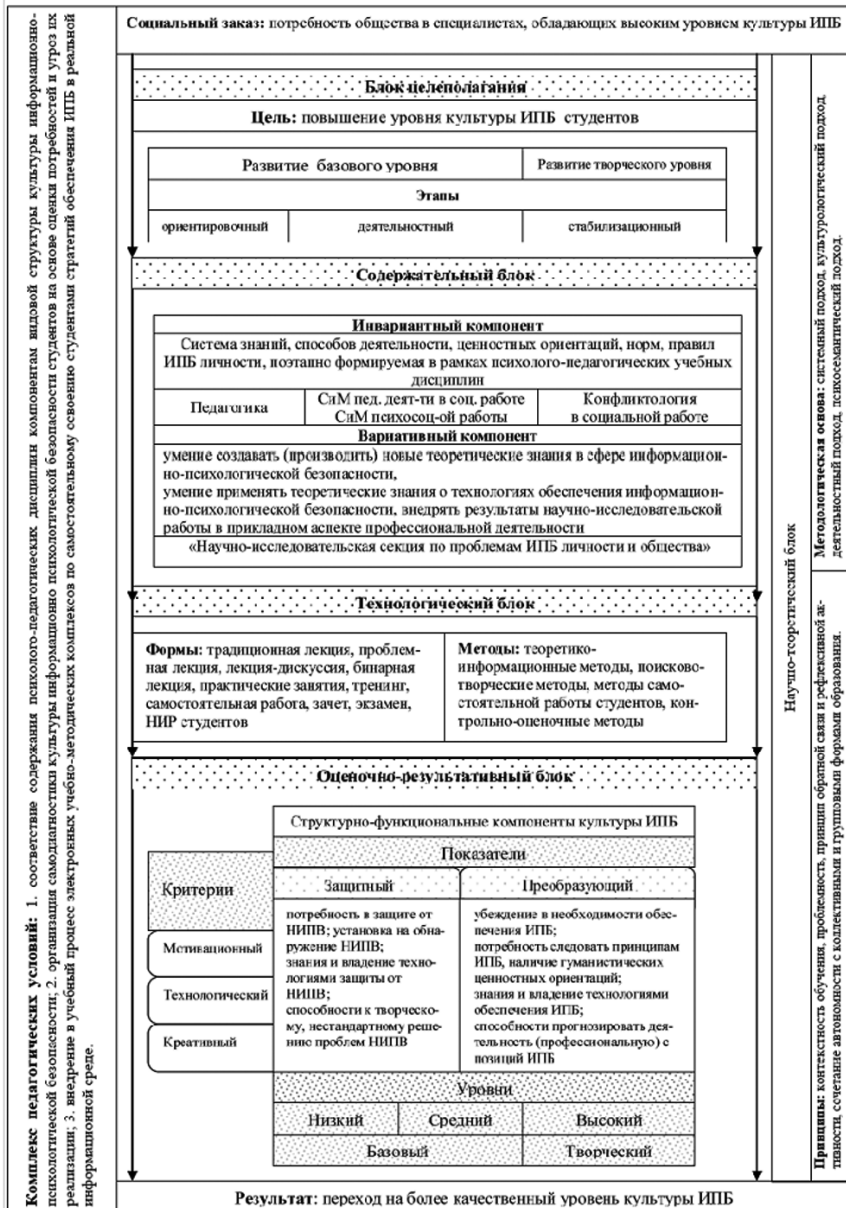 Социальный заказ: потребность общества в специалистах, обладающих высоким уровнем культуры ИПБ
Комплекс педагогических условий: 1. соответствие содержания психолого-педагогических дисциплин компонентам видовой структуры культуры информационно-
психологической безопасности; 2. организация самодиагностики культуры информационно психологической безопасности студентов на основе оценки потребностей и угроз их
реализации; 3. внедрение в учебный процесс электронных учебно-методических комплексов по самостоятельному освоению студентами стратегий обеспечения ИПБ в реальной
информационной среде.
Блок целеполагания
Цель: повышение уровня культуры ИПБ студентов
Развитие базового уровня
Развитие творческого уровня
Этапы
ориентировочный
деятельностный
стабилизационный
Содержательный блок
Инвариантный компонент
Система знаний, способов деятельности, ценностных ориентаций, норм, правил
ИПБ личности, поэтапно формируемая в рамках психолого-педагогических учебных
дисциплин
Педагогика
СиМ пед. деят-ти в соц. работе
СиМ психосоц-ой работы
Конфликтология
в социальной работе
Вариативный компонент
умение создавать (производить) новые теоретические знания в сфере информацион-
но-психологической безопасности,
умение применять теоретические знания о технологиях обеспечения информацион-
но-психологической безопасности, внедрять результаты научно-исследовательской
работы в прикладном аспекте профессиональной деятельности
«Научно-исследовательская секция по проблемам ИПБ личности и общества»
Технологический блок
Формы: традиционная лекция, проблем-
ная лекция, лекция-дискуссия, бинарная
лекция, практические занятия, тренинг,
самостоятельная работа, зачет, экзамен,
НИР студентов
Методы: теоретико-
информационные методы, поисково-
творческие методы, методы само-
стоятельной работы студентов, кон-
трольно-оценочные методы
Оценочно-результативный блок
Структурно-функциональные компоненты культуры ИПБ
Показатели
Критерии
Защитный
Преобразующий
Мотивационный
Технологический
Креативный
потребность в защите от
НИПВ; установка на обна-
ружение НИПВ;
знания и владение техно-
логиями защиты от
НИПВ;
способности к творческо-
му, нестандартному реше-
нию проблем НИПВ
убеждение в необходимости обес-
печения ИПБ;
потребность следовать принципам
ИПБ, наличие гуманистических
ценностных ориентаций;
знания и владение технологиями
обеспечения ИПБ;
способности прогнозировать дея-
тельность (профессиональную) с
позиций ИПБ
Уровни
Низкий
Средний
Высокий
Базовый
Творческий
Результат: переход на более качественный уровень культуры ИПБ
Научно-теоретический блок
Методологическая основа: системный подход, культурологический подход,
деятельностный подход, психосемантический подход.
Принципы: контекстность обучения, проблемность, принцип обратной связи и рефлексивной ак-
тивности, сочетание автономности с коллективными и групповыми формами образования.